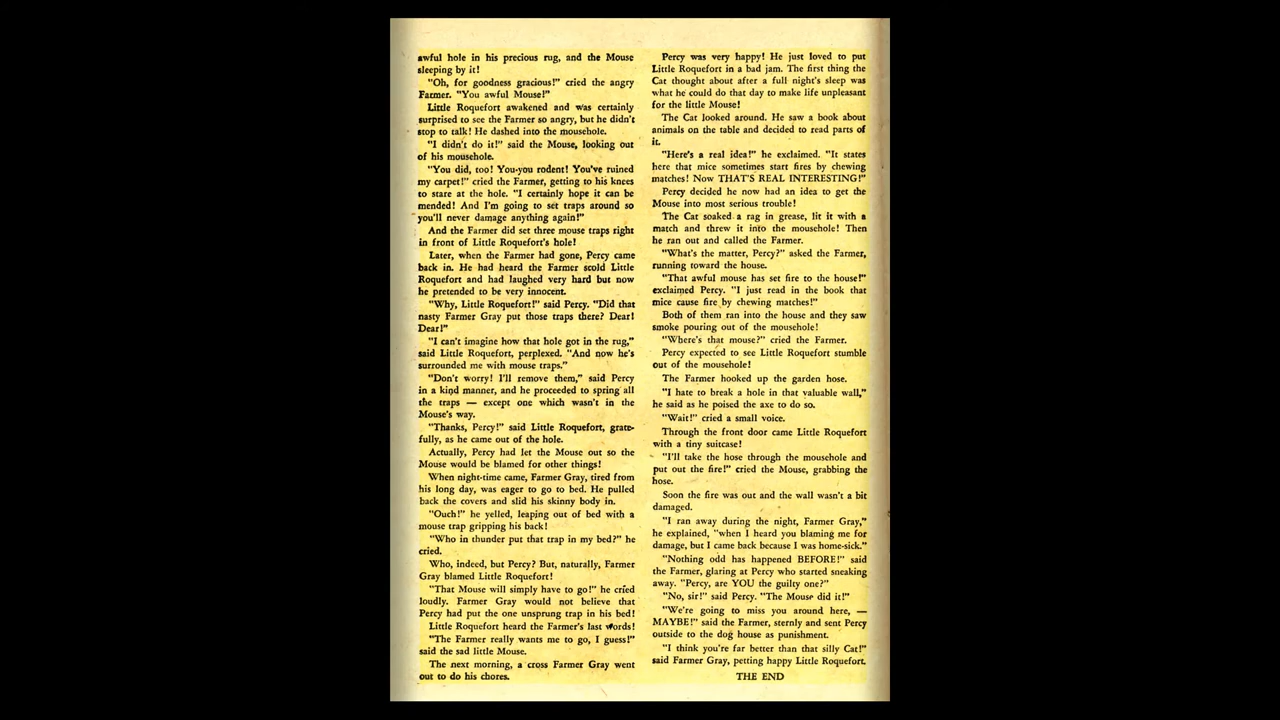 awful hole in his precious rug, and the Mouse
sleeping by it!
"Oh, for goodness gracious!" cried the angry
Farmer. "You awful Mouse!"
Little Roquefort awakened and was certainly
surprised to see the Farmer so angry, but he didn't
stop to talk! He dashed into the mousehole.
"I didn't do it!" said the Mouse, looking out
of his mousehole.
"You did, too! You-you rodent! You've ruined
my carpet!" cried the Farmer, getting to his knees
to stare at the hole. "I certainly hope it can be
mended! And I'm going to set traps around so
you'll never damage anything again!"
And the Farmer did set three mouse traps right
in front of Little Roquefort's hole!
Later, when the Farmer had gone, Percy came
back in. He had heard the Farmer scold Little
Roquefort and had laughed very hard but now
he pretended to be very innocent.
"Why, Little Roquefort!" said Percy. "Did that
nasty Farmer Gray put those traps there? Dear!
Dear!"
"I can't imagine how that hole got in the rug,"
said Little Roquefort, perplexed. "And now he's
surrounded me with mouse traps."
"Don't worry! I'll remove them," said Percy
in a kind manner, and he proceeded to spring all
the traps — except one which wasn't in the
Mouse's way.
"Thanks, Percy!" said Little Roquefort, grate-
fully, as he came out of the hole.
Actually, Percy had let the Mouse out so the
Mouse would be blamed for other things!
When night-time came, Farmer Gray, tired from
his long day, was eager to go to bed. He pulled
back the covers and slid his skinny body in.
"Ouch!" he yelled, leaping out of bed with a
mouse trap gripping his back!
"Who in thunder put that trap in my bed?" he
cried.
Who, indeed, but Percy? But, naturally, Farmer
Gray blamed Little Roquefort!
"That Mouse will simply have to go!" he cried
loudly. Farmer Gray would not believe that
Percy had put the one unsprung trap in his bed!
Little Roquefort heard the Farmer's last words!
"The Farmer really wants me to go, I guess!"
said the sad little Mouse.
The next morning, a cross Farmer Gray went
out to do his chores.
Percy was very happy! He just loved to put
Little Roquefort in a bad jam. The first thing the
Cat thought about after a full night's sleep was
what he could do that day to make life unpleasant
for the little Mouse!
The Cat looked around. He saw a book about
animals on the table and decided to read parts of
it.
"Here's a real idea!" he exclaimed. "It states
here that mice sometimes start fires by chewing
matches! Now THAT'S REAL INTERESTING!"
Percy decided he now had an idea to get the
Mouse into most serious trouble!
The Cat soaked a rag in grease, lit it with a
match and threw it into the mousehole! Then
he ran out and called the Farmer.
"What's the matter, Percy?" asked the Farmer,
running toward the house.
"That awful mouse has set fire to the house!"
exclaimed Percy. "I just read in the book that
mice cause fire by chewing matches!"
Both of them ran into the house and they saw
smoke pouring out of the mousehole!
"Where's that mouse?" cried the Farmer.
Percy expected to see Little Roquefort stumble
out of the mousehole!
The Farmer hooked up the garden hose.
"I hate to break a hole in that valuable wall,"
he said as he poised the axe to do so.
"Wait!" cried a small voice.
Through the front door came Little Roquefort
with a tiny suitcase!
"I'll take the hose through the mousehole and
put out the fire!" cried the Mouse, grabbing the
hose.
Soon the fire was out and the wall wasn't a bit
damaged.
"I ran away during the night, Farmer Gray,"
he explained, "when I heard you blaming me for
damage, but I came back because I was home-sick."
"Nothing odd has happened BEFORE!" said
the Farmer, glaring at Percy who started sneaking
away. "Percy, are YOU the guilty one?"
"No, sir!" said Percy. "The Mouse did it!"
"We're going to miss you around here, —
MAYBE!" said the Farmer, sternly and sent Percy
outside to the dog house as punishment.
"I think you're far better than that silly Cat!"
said Farmer Gray, petting happy Little Roquefort.
THE END